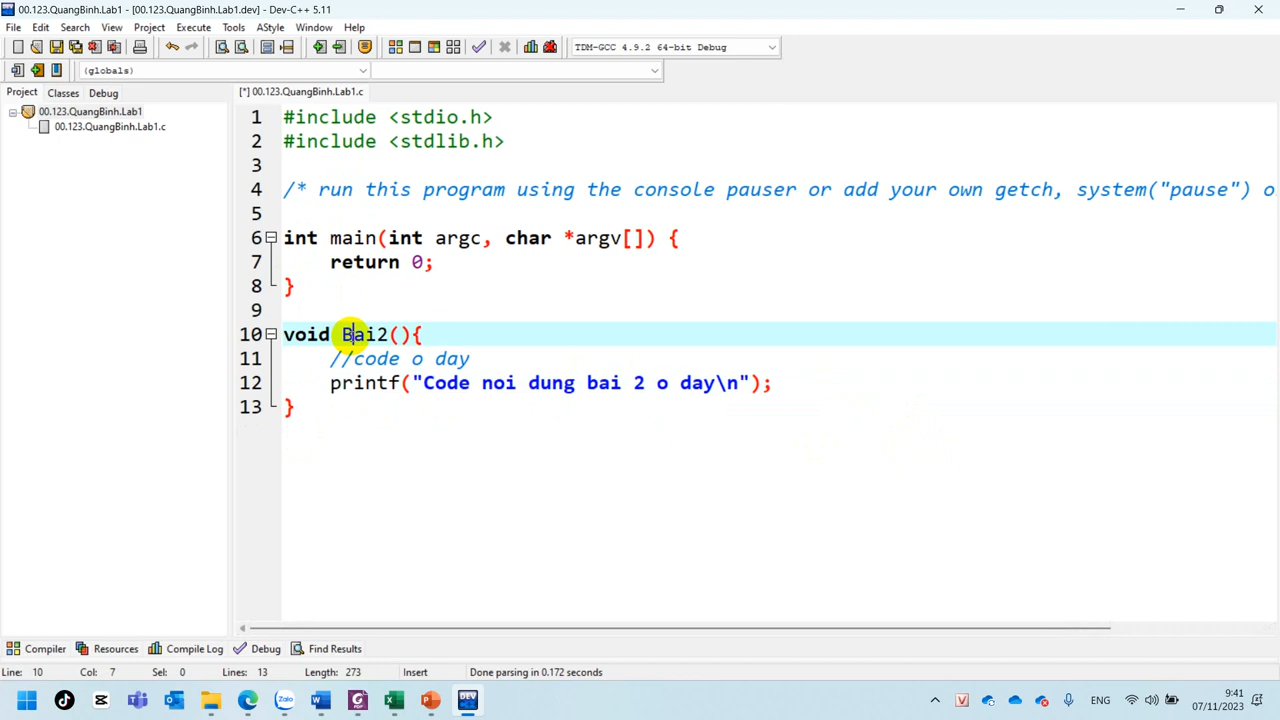 00.123.QuangBinh.Lab1 - [00.123.QuangBinh.Lab1.dev] - Dev-C++ 5.11
File Edit Search View Project Execute Tools AStyle Window Help
TDM-GCC 4.9.2 64-bit Debug
(globals)
Project Classes Debug
[*] 00.123.QuangBinh.Lab1.c
00.123.QuangBinh.Lab1
00.123.QuangBinh.Lab1.c
1 #include <stdio.h>
2 #include <stdlib.h>
3
4 /* run this program using the console pauser or add your own getch, system("pause") o
5
6 int main(int argc, char *argv[]) {
7 return 0;
8 }
9
10 void Bai2(){
11 //code o day
12 printf("Code noi dung bai 2 o day\n");
13 }
Compiler Resources Compile Log Debug Find Results
Line: 10 Col: 7 Sel: 0 Lines: 13 Length: 273 Insert Done parsing in 0.172 seconds
ENG
9:41
07/11/2023